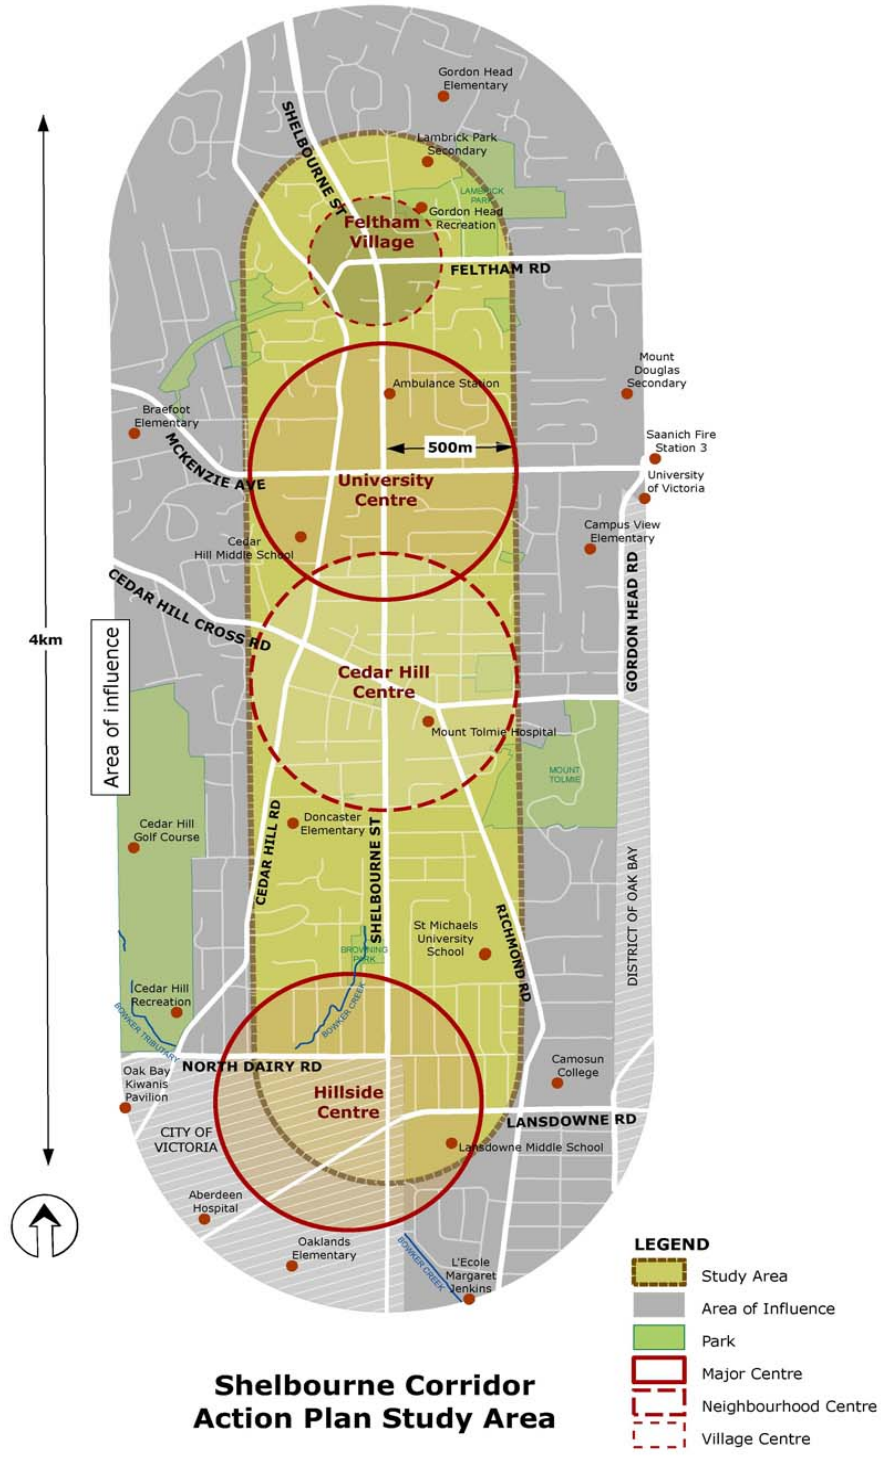 Gordon Head
Elementary
SHELBOURNE ST
Lambrick Park
Secondary
LAMBRICK
PARK
Gordon Head
Recreation
Feltham
Village
FELTHAM RD
Mount
Douglas
Secondary
Ambulance Station
Braefoot
Elementary
MCKENZIE AVE
500m
Saanich Fire
Station 3
University
of Victoria
University
Centre
Campus View
Elementary
Cedar
Hill Middle School
CEDAR HILL CROSS RD
GORDON HEAD RD
4km
Area of influence
Cedar Hill
Centre
Mount Tolmie Hospital
MOUNT
TOLMIE
Cedar Hill
Golf Course
Doncaster
Elementary
CEDAR HILL RD
SHELBOURNE ST
DISTRICT OF OAK BAY
St Michaels
University
School
RICHMOND RD
BROWNING
PARK
BOWKER CREEK
Cedar Hill
Recreation
BOWKER TRIBUTARY
NORTH DAIRY RD
Oak Bay
Kiwanis
Pavilion
Camosun
College
Hillside
Centre
LANSDOWNE RD
CITY OF
VICTORIA
Lansdowne Middle School
Aberdeen
Hospital
Oaklands
Elementary
BOWKER CREEK
L'Ecole
Margaret
Jenkins
LEGEND
Study Area
Area of Influence
Park
Major Centre
Neighbourhood Centre
Village Centre
Shelbourne Corridor
Action Plan Study Area